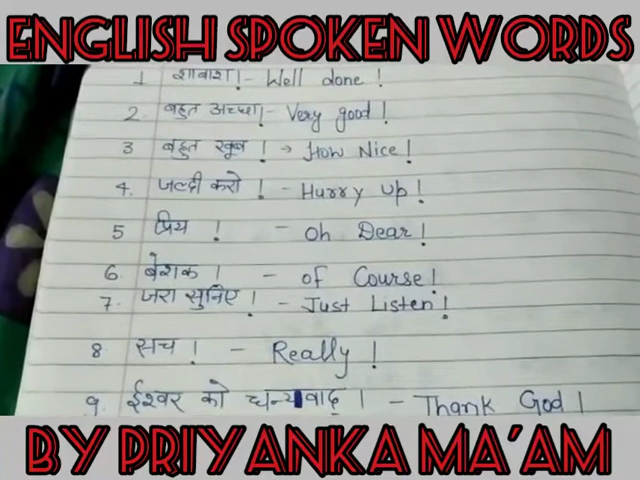 ENGLISH SPOKEN WORDS
1 शाबाश! - Well done!
2. बहुत अच्छा! - Very good!
3 बहुत खूब! → How Nice!
4. जल्दी करो! - Hurry up!
5 प्रिय! - Oh Dear!
6. बेशक! - of Course!
7. जरा सुनिए! - Just Listen!
8 सच! - Really!
9. ईश्वर को धन्यवाद! - Thank God!
BY PRIYANKA MA'AM